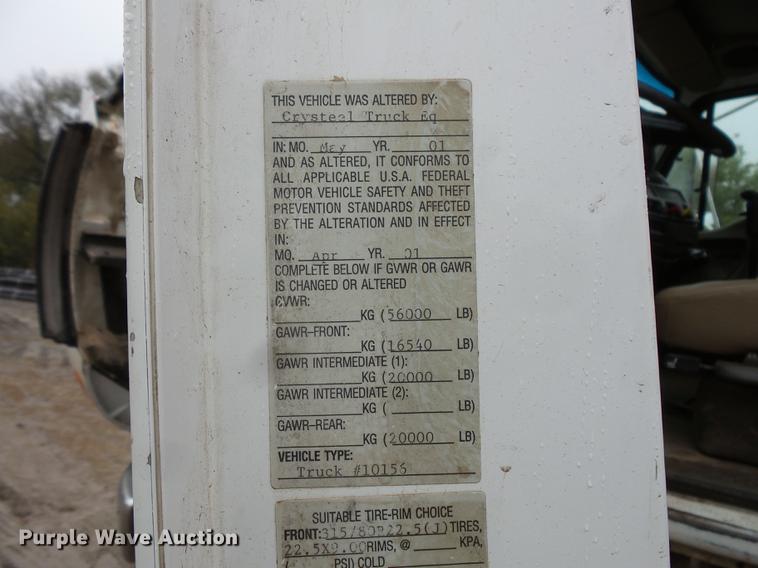 THIS VEHICLE WAS ALTERED BY:
Crysteel Truck Eq
IN: MO. May YR. 01
AND AS ALTERED, IT CONFORMS TO
ALL APPLICABLE U.S.A. FEDERAL
MOTOR VEHICLE SAFETY AND THEFT
PREVENTION STANDARDS AFFECTED
BY THE ALTERATION AND IN EFFECT
IN:
MO. Apr YR. 01
COMPLETE BELOW IF GVWR OR GAWR
IS CHANGED OR ALTERED
GVWR:
KG (56000 LB)
GAWR-FRONT:
KG (16540 LB)
GAWR INTERMEDIATE (1):
KG (20000 LB)
GAWR INTERMEDIATE (2):
KG ( LB)
GAWR-REAR:
KG (20000 LB)
VEHICLE TYPE:
Truck #10156
SUITABLE TIRE-RIM CHOICE
FRONT: 315/80R22.5(J) TIRES,
22.5X9.00 RIMS, @ KPA,
( PSI) COLD
Purple Wave Auction